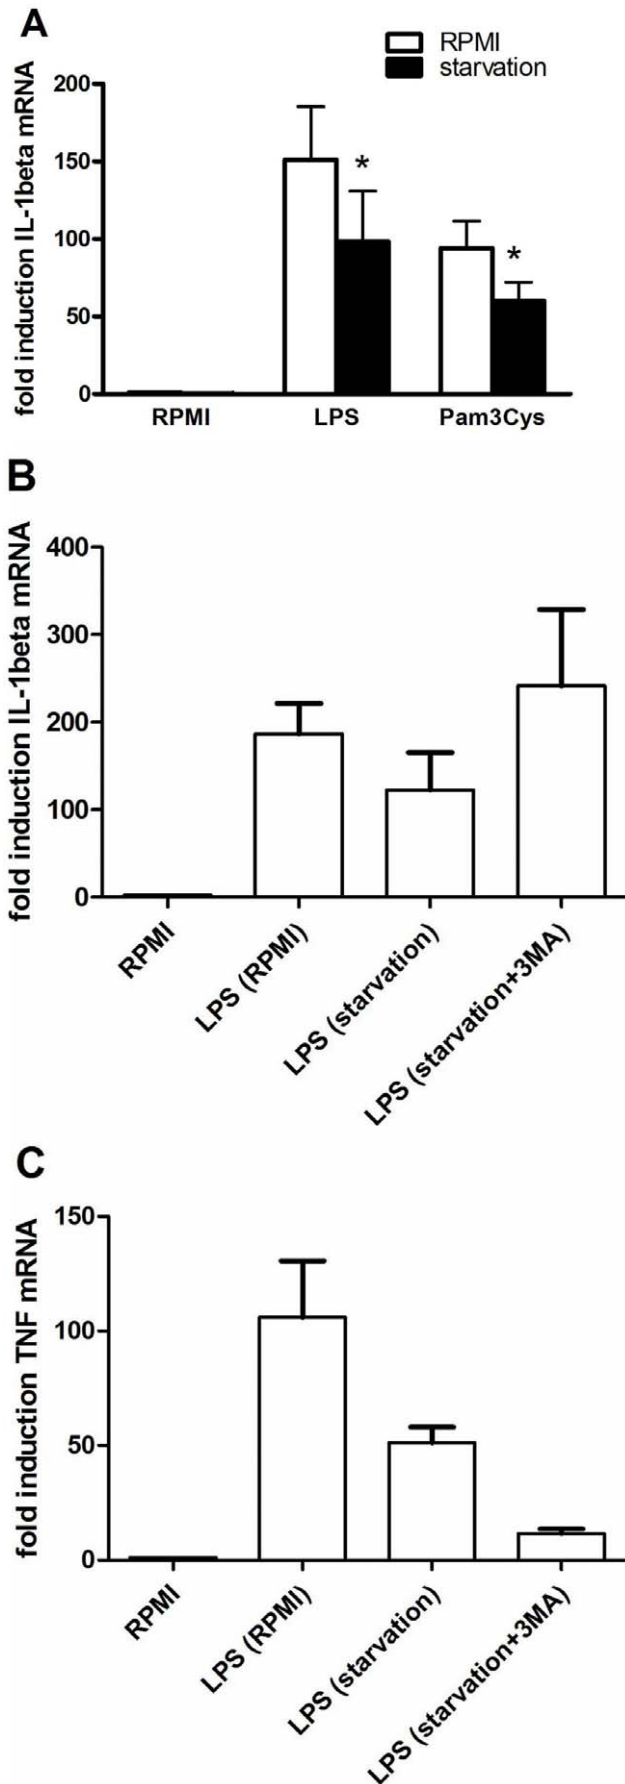 A
RPMI
starvation
fold induction IL-1beta mRNA
200
150
100
50
0
*
*
RPMI LPS Pam3Cys
B
fold induction IL-1beta mRNA
400
300
200
100
0
RPMI
LPS (RPMI)
LPS (starvation)
LPS (starvation+3MA)
C
fold induction TNF mRNA
150
100
50
0
RPMI
LPS (RPMI)
LPS (starvation)
LPS (starvation+3MA)